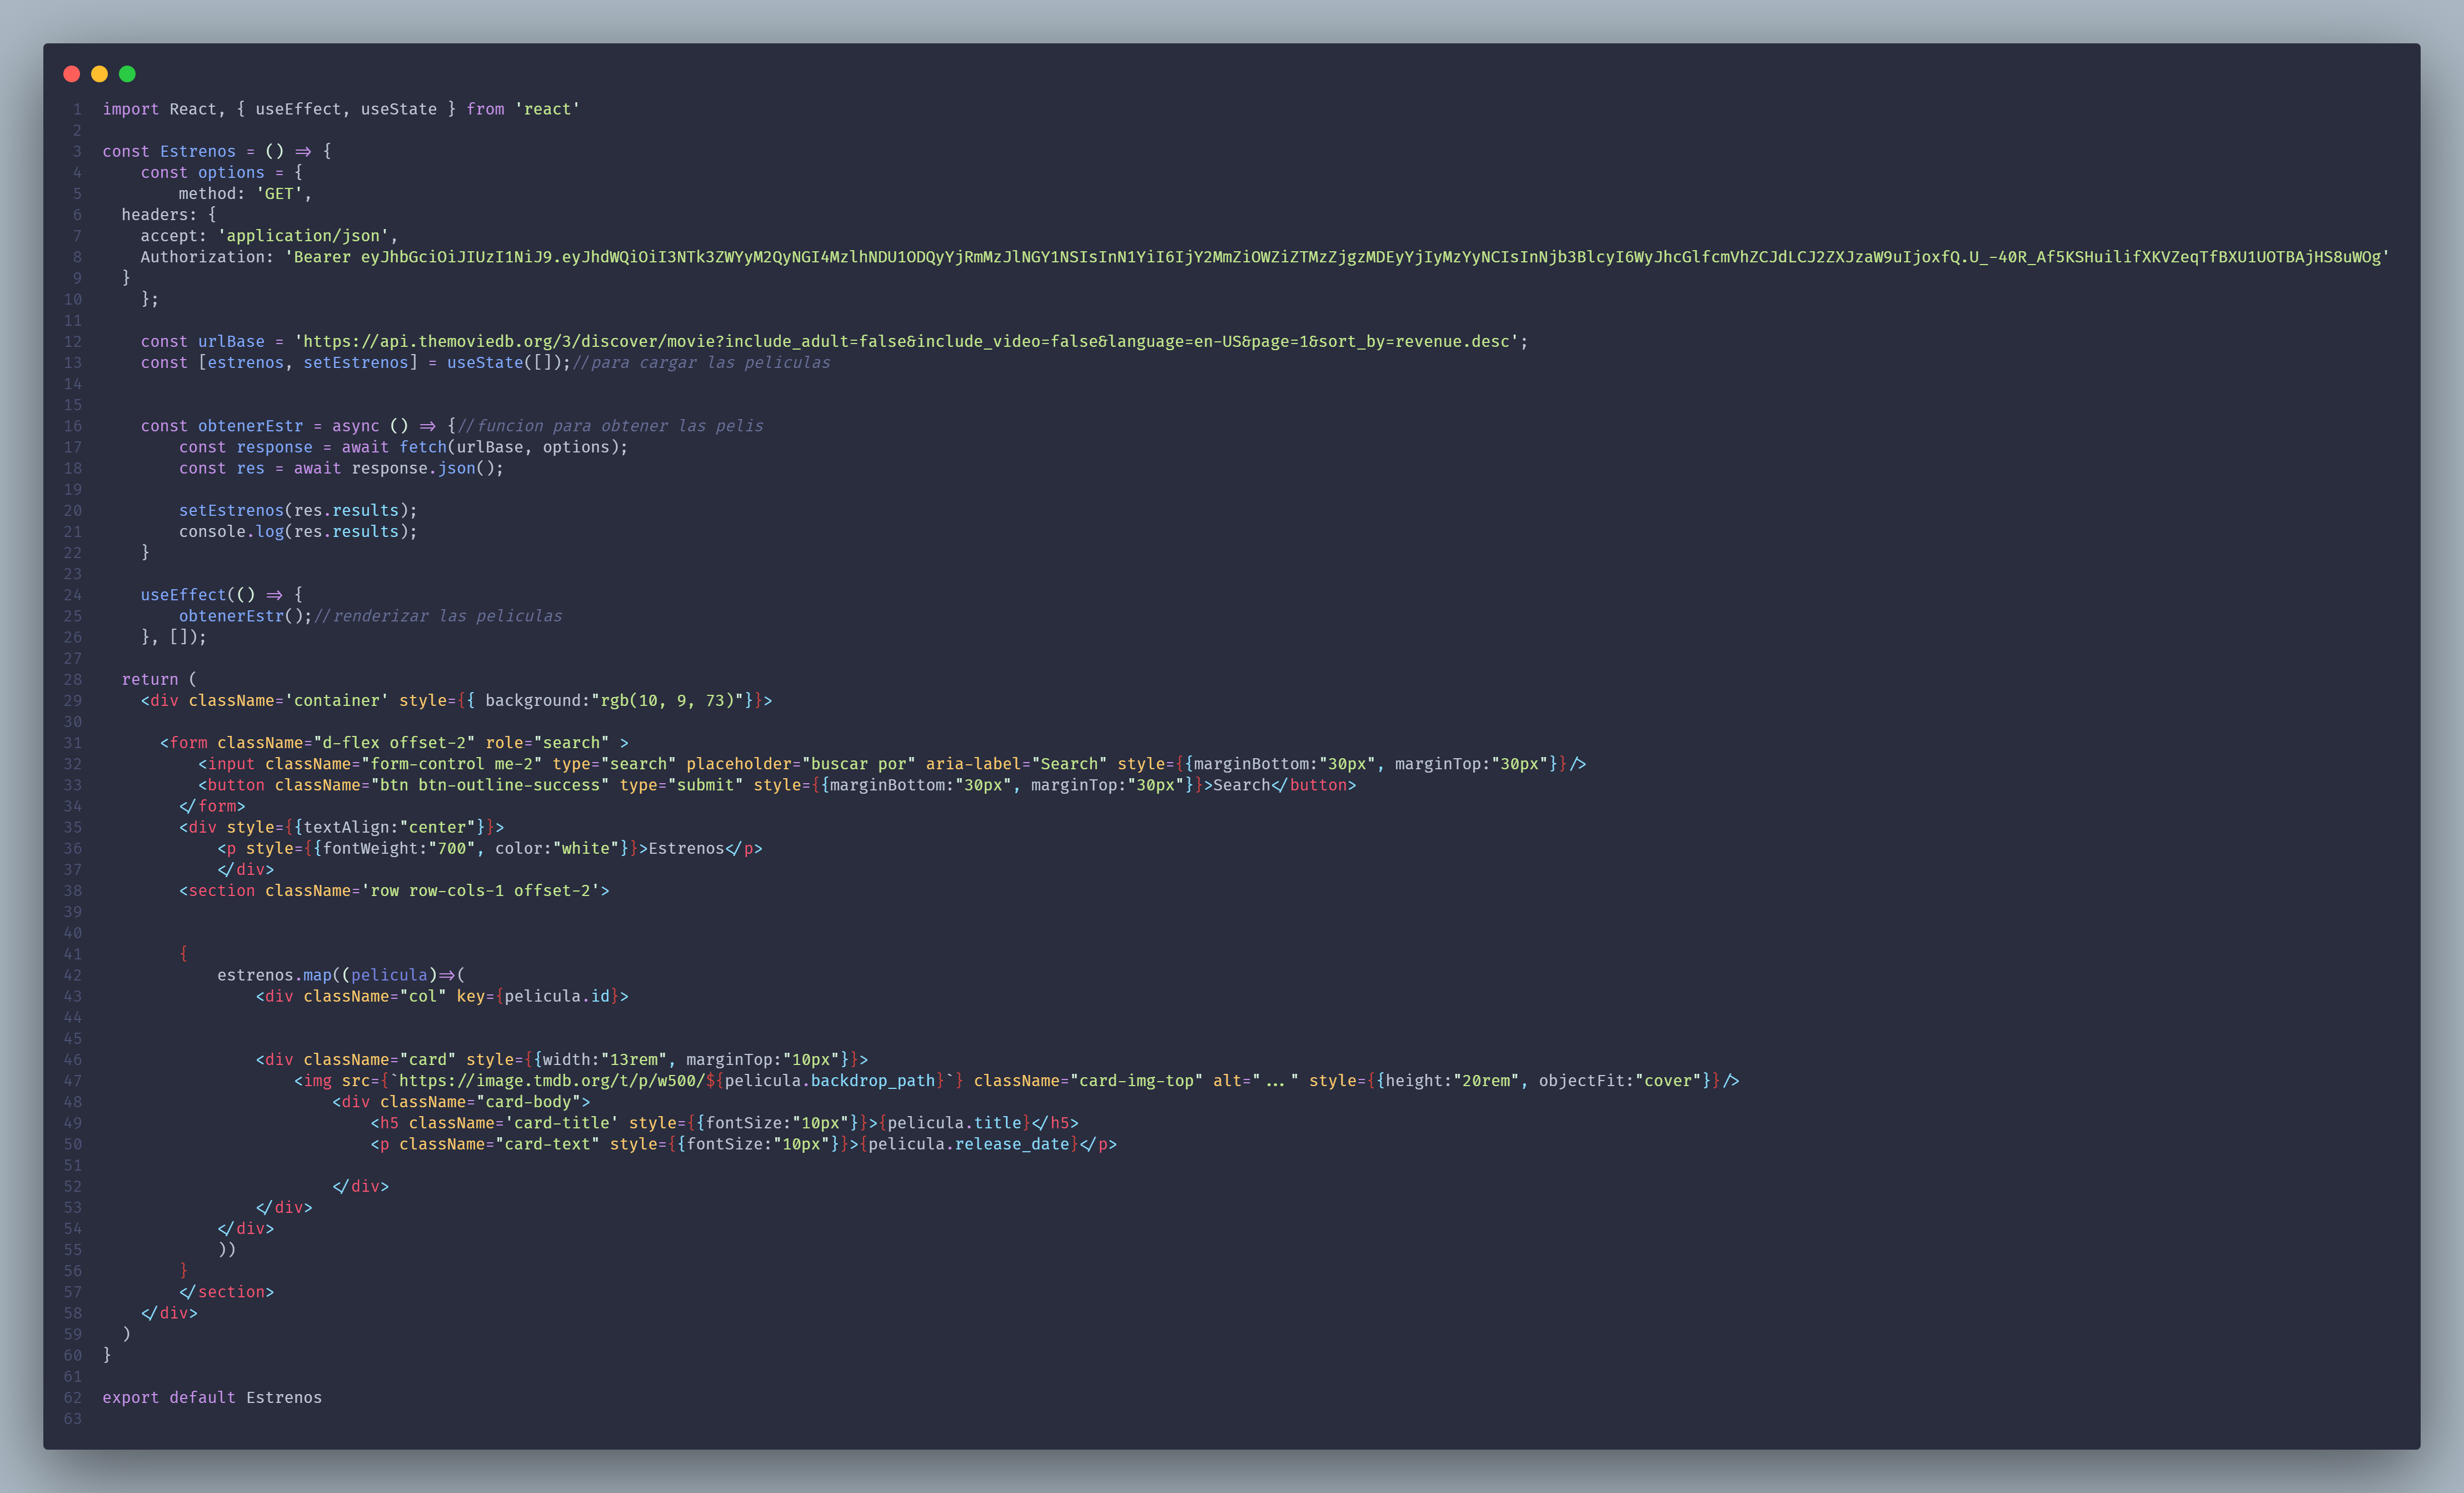 1 import React, { useEffect, useState } from 'react'
2
3 const Estrenos = () => {
4 const options = {
5 method: 'GET',
6 headers: {
7 accept: 'application/json',
8 Authorization: 'Bearer eyJhbGciOiJIUzI1NiJ9.eyJhdWQiOiI3NTk3ZWYyM2QyNGI4MzlhNDU1ODQyYjRmMzJlNGY1NSIsInN1YiI6IjY2MmZiOWZiZTMzZjgzMDEyYjIyMzYyNCIsInNjb3BlcyI6WyJhcGlfcmVhZCJdLCJ2ZXJzaW9uIjoxfQ.U_-40R_Af5KSHuilifXKVZeqTfBXU1UOTBAjHS8uWOg'
9 }
10 };
11
12 const urlBase = 'https://api.themoviedb.org/3/discover/movie?include_adult=false&include_video=false&language=en-US&page=1&sort_by=revenue.desc';
13 const [estrenos, setEstrenos] = useState([]);//para cargar las peliculas
14
15
16 const obtenerEstr = async () => {//funcion para obtener las pelis
17 const response = await fetch(urlBase, options);
18 const res = await response.json();
19
20 setEstrenos(res.results);
21 console.log(res.results);
22 }
23
24 useEffect(() => {
25 obtenerEstr();//renderizar las peliculas
26 }, []);
27
28 return (
29 <div className='container' style={{ background:"rgb(10, 9, 73)"}}>
30
31 <form className="d-flex offset-2" role="search" >
32 <input className="form-control me-2" type="search" placeholder="buscar por" aria-label="Search" style={{marginBottom:"30px", marginTop:"30px"}}/>
33 <button className="btn btn-outline-success" type="submit" style={{marginBottom:"30px", marginTop:"30px"}}>Search</button>
34 </form>
35 <div style={{textAlign:"center"}}>
36 <p style={{fontWeight:"700", color:"white"}}>Estrenos</p>
37 </div>
38 <section className='row row-cols-1 offset-2'>
39
40
41 {
42 estrenos.map((pelicula)=>(
43 <div className="col" key={pelicula.id}>
44
45
46 <div className="card" style={{width:"13rem", marginTop:"10px"}}>
47 <img src={`https://image.tmdb.org/t/p/w500/${pelicula.backdrop_path}`} className="card-img-top" alt="..." style={{height:"20rem", objectFit:"cover"}}/>
48 <div className="card-body">
49 <h5 className='card-title' style={{fontSize:"10px"}}>{pelicula.title}</h5>
50 <p className="card-text" style={{fontSize:"10px"}}>{pelicula.release_date}</p>
51
52 </div>
53 </div>
54 </div>
55 ))
56 }
57 </section>
58 </div>
59 )
60 }
61
62 export default Estrenos
63